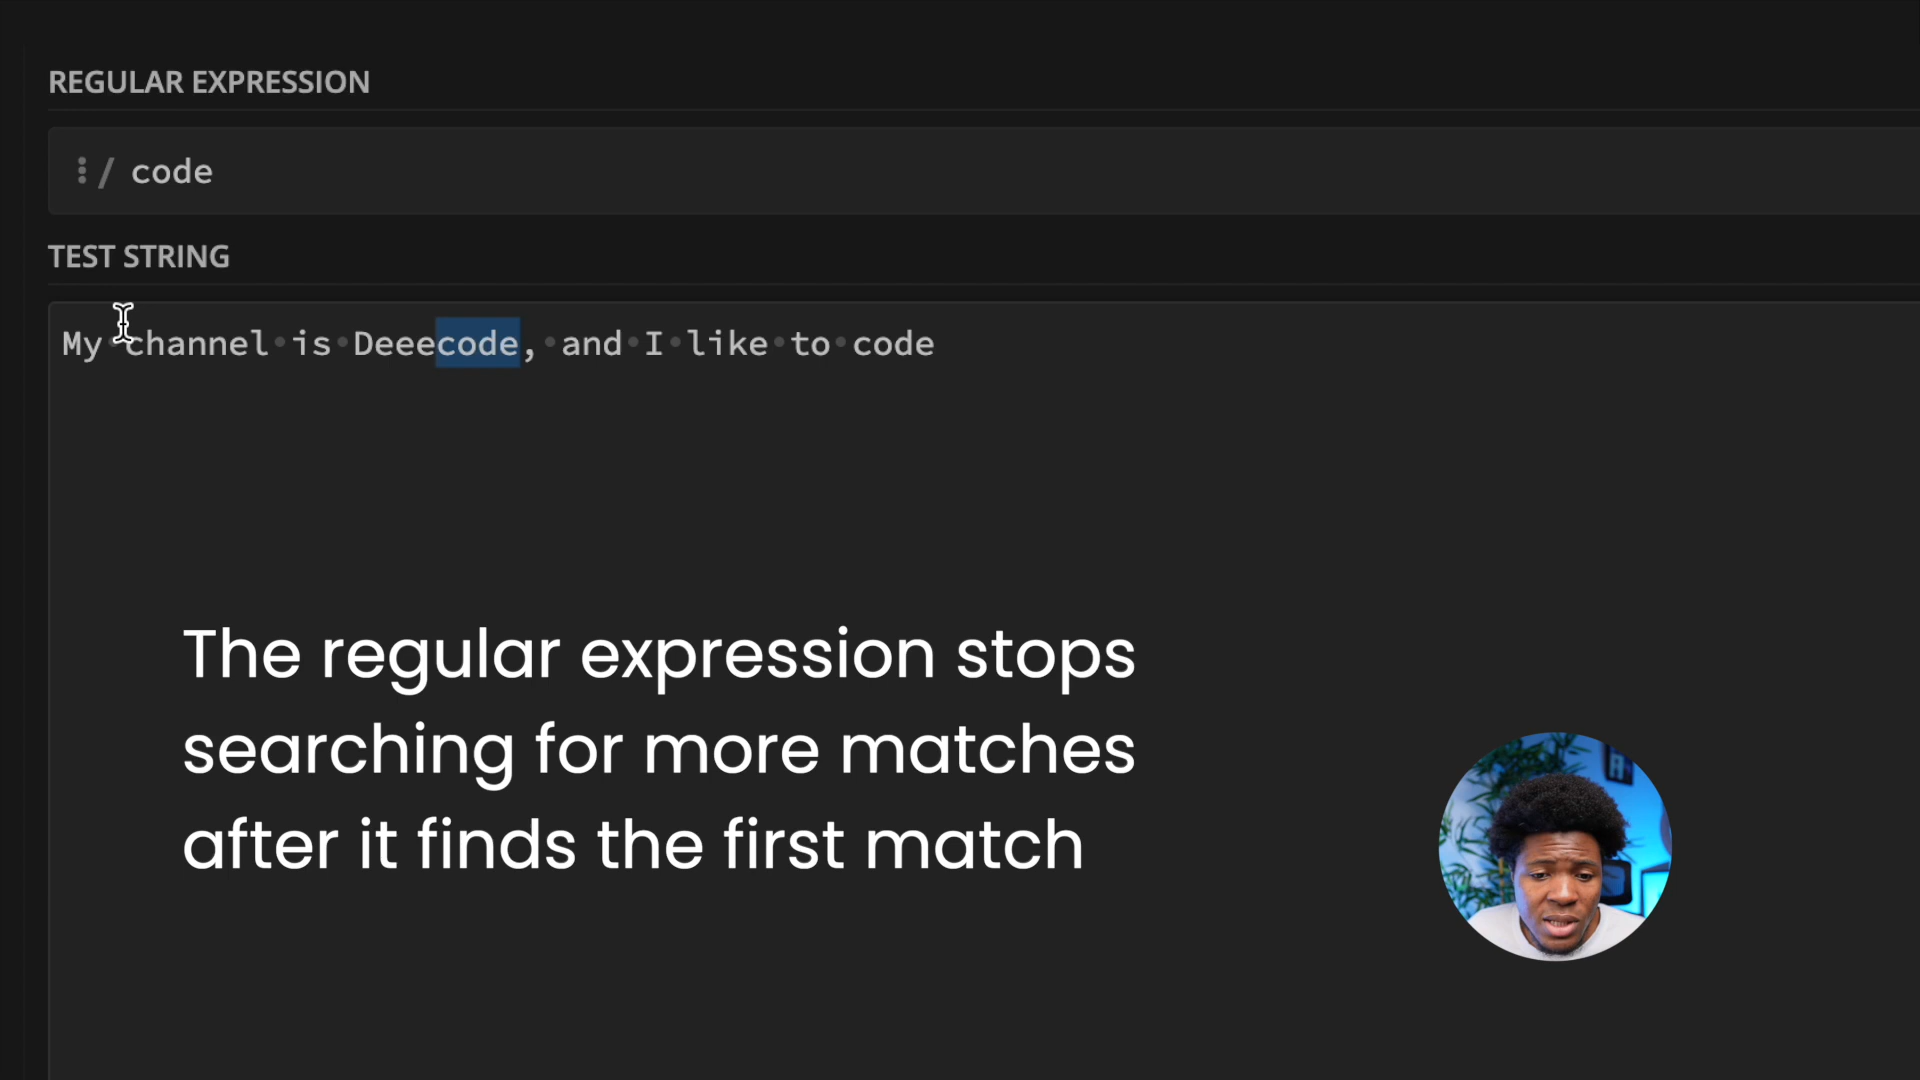 REGULAR EXPRESSION
/ code
TEST STRING
My·channel·is·Deeecode,·and·I·like·to·code
The regular expression stops
searching for more matches
after it finds the first match